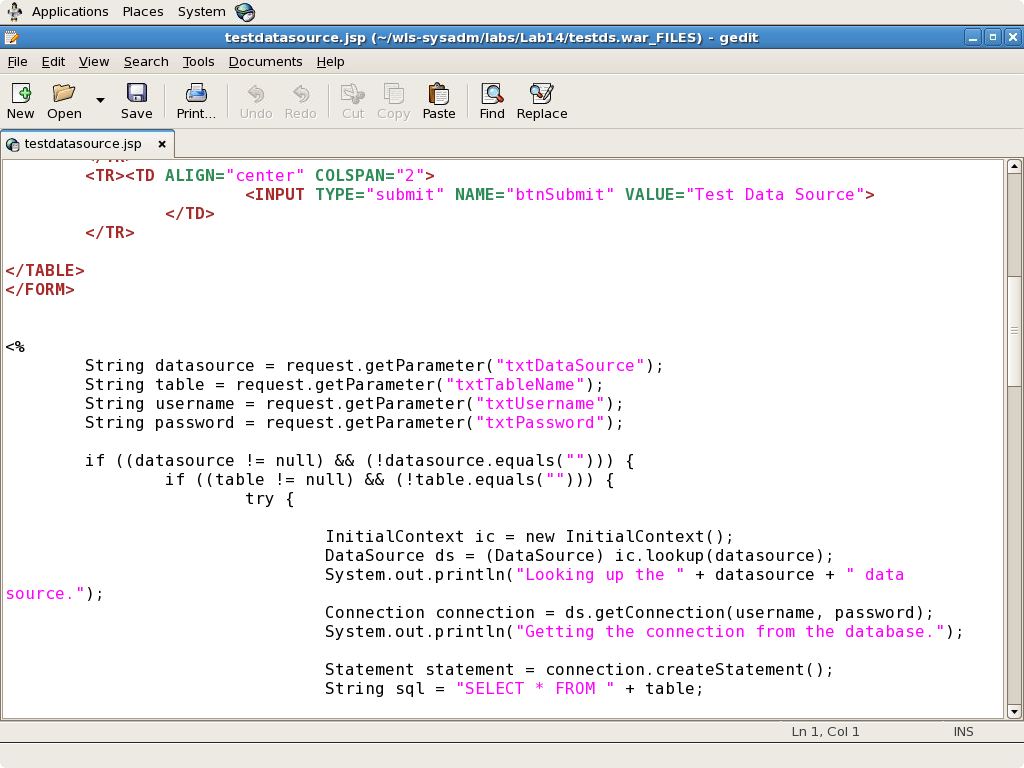 Applications Places System
testdatasource.jsp (~/wls-sysadm/labs/Lab14/testds.war_FILES) - gedit
File Edit View Search Tools Documents Help
New Open Save Print... Undo Redo Cut Copy Paste Find Replace
testdatasource.jsp
</TR>
<TR><TD ALIGN="center" COLSPAN="2">
<INPUT TYPE="submit" NAME="btnSubmit" VALUE="Test Data Source">
</TD>
</TR>
</TABLE>
</FORM>
<%
String datasource = request.getParameter("txtDataSource");
String table = request.getParameter("txtTableName");
String username = request.getParameter("txtUsername");
String password = request.getParameter("txtPassword");
if ((datasource != null) && (!datasource.equals(""))) {
if ((table != null) && (!table.equals(""))) {
try {
InitialContext ic = new InitialContext();
DataSource ds = (DataSource) ic.lookup(datasource);
System.out.println("Looking up the " + datasource + " data
source.");
Connection connection = ds.getConnection(username, password);
System.out.println("Getting the connection from the database.");
Statement statement = connection.createStatement();
String sql = "SELECT * FROM " + table;
Ln 1, Col 1 INS